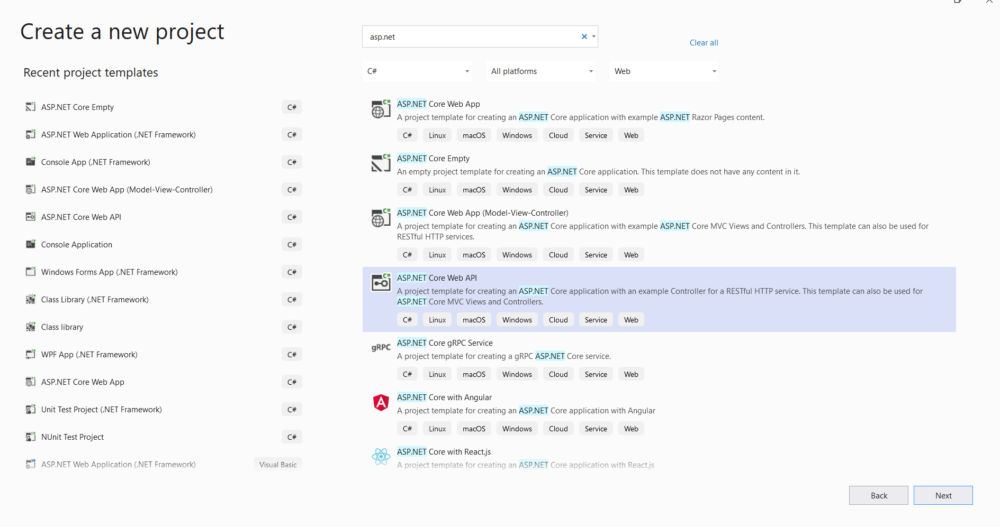 Create a new project
asp.net
Clear all
C#
All platforms
Web
Recent project templates
ASP.NET Core Empty C#
ASP.NET Web Application (.NET Framework) C#
Console App (.NET Framework) C#
ASP.NET Core Web App (Model-View-Controller) C#
ASP.NET Core Web API C#
Console Application C#
Windows Forms App (.NET Framework) C#
Class Library (.NET Framework) C#
Class library C#
WPF App (.NET Framework) C#
ASP.NET Core Web App C#
Unit Test Project (.NET Framework) C#
NUnit Test Project C#
ASP.NET Web Application (.NET Framework) Visual Basic
ASP.NET Core Web App
A project template for creating an ASP.NET Core application with example ASP.NET Razor Pages content.
C# Linux macOS Windows Cloud Service Web
ASP.NET Core Empty
An empty project template for creating an ASP.NET Core application. This template does not have any content in it.
C# Linux macOS Windows Cloud Service Web
ASP.NET Core Web App (Model-View-Controller)
A project template for creating an ASP.NET Core application with example ASP.NET Core MVC Views and Controllers. This template can also be used for
RESTful HTTP services.
C# Linux macOS Windows Cloud Service Web
ASP.NET Core Web API
A project template for creating an ASP.NET Core application with an example Controller for a RESTful HTTP service. This template can also be used for
ASP.NET Core MVC Views and Controllers.
C# Linux macOS Windows Cloud Service Web
gRPC
ASP.NET Core gRPC Service
A project template for creating a gRPC ASP.NET Core service.
C# Linux macOS Windows Cloud Service Web
ASP.NET Core with Angular
A project template for creating an ASP.NET Core application with Angular
C# Linux macOS Windows Cloud Service Web
ASP.NET Core with React.js
A project template for creating an ASP.NET Core application with React.js
Back
Next